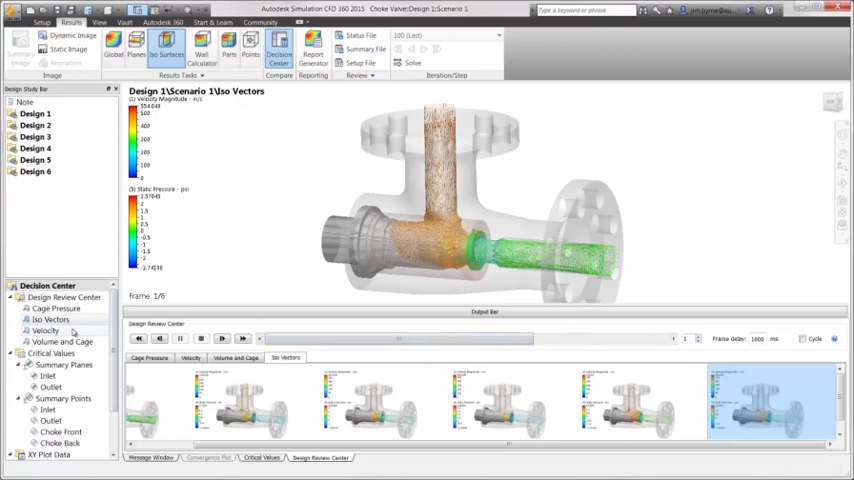 Autodesk Simulation CFD 360 2015 Choke Valve:Design 1:Scenario 1
Type a keyword or phrase
Setup Results View Vault Autodesk 360 Start & Learn Community
Summary Image
Dynamic Image
Static Image
Animation
Image
Global
Planes
Iso Surfaces
Wall Calculator
Parts
Points
Results Tasks
Decision Center
Compare
Report Generator
Reporting
Status File
Summary File
Setup File
Review
100 (Last)
Solve
Iteration/Step
Design Study Bar
Note
Design 1
Design 2
Design 3
Design 4
Design 5
Design 6
Design 1\Scenario 1\Iso Vectors
(1) Velocity Magnitude - in/s
554.848
500
400
300
200
100
0
(5) Static Pressure - psi
2
1.5
1
0.5
0
-0.5
-1
-1.5
-2
Frame: 1/6
Decision Center
Design Review Center
Cage Pressure
Iso Vectors
Velocity
Volume and Cage
Critical Values
Summary Planes
Inlet
Outlet
Summary Points
Inlet
Outlet
Choke Front
Choke Back
XY Plot Data
Output Bar
Design Review Center
1 Frame delay: 1000 ms Cycle
Cage Pressure Velocity Volume and Cage Iso Vectors
Message Window Convergence Plot Critical Values Design Review Center